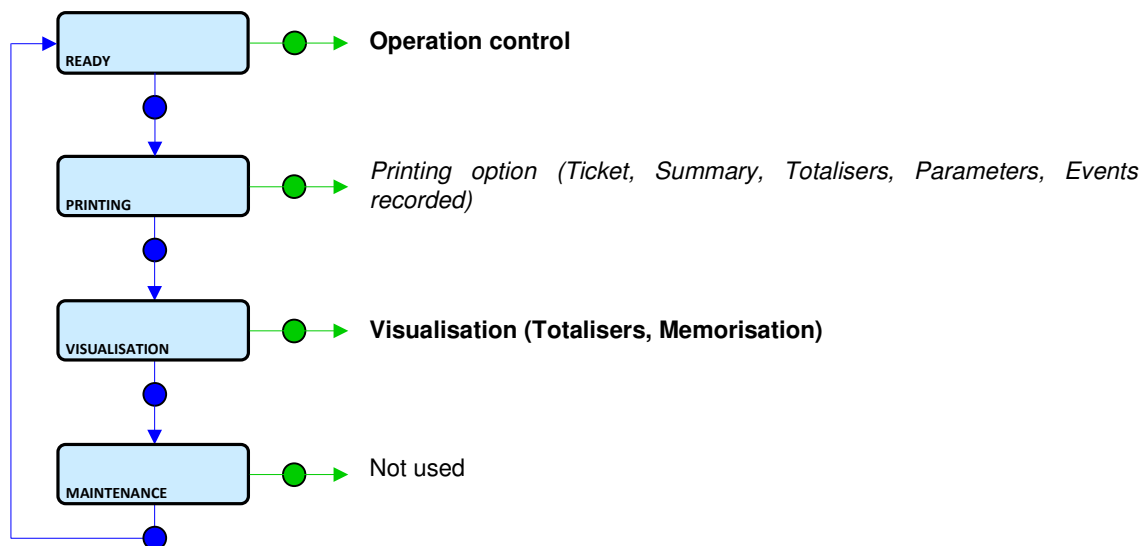 READY
Operation control
PRINTING
Printing option (Ticket, Summary, Totalisers, Parameters, Events
recorded)
VISUALISATION
Visualisation (Totalisers, Memorisation)
MAINTENANCE
Not used